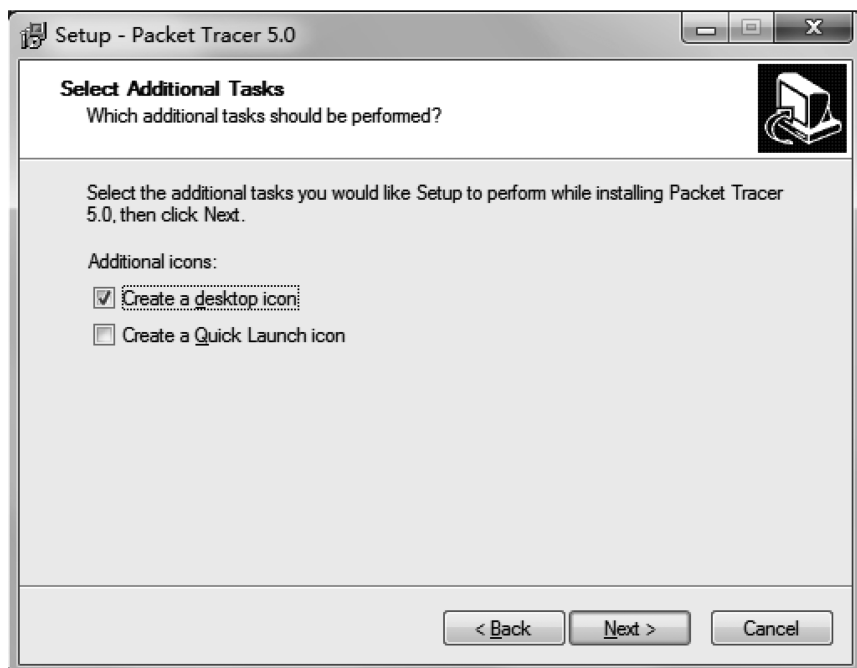 Setup - Packet Tracer 5.0
Select Additional Tasks
Which additional tasks should be performed?
Select the additional tasks you would like Setup to perform while installing Packet Tracer
5.0, then click Next.
Additional icons:
Create a desktop icon
Create a Quick Launch icon
< Back Next > Cancel